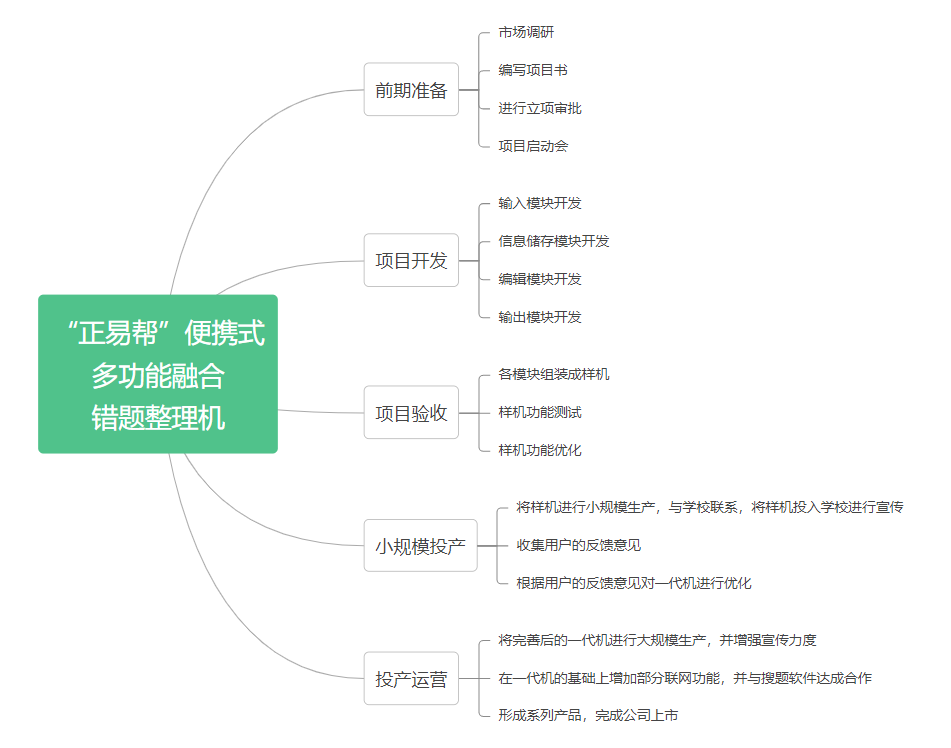 “正易帮”便携式
多功能融合
错题整理机
前期准备
市场调研
编写项目书
进行立项审批
项目启动会
项目开发
输入模块开发
信息储存模块开发
编辑模块开发
输出模块开发
项目验收
各模块组装成样机
样机功能测试
样机功能优化
小规模投产
将样机进行小规模生产，与学校联系，将样机投入学校进行宣传
收集用户的反馈意见
根据用户的反馈意见对一代机进行优化
投产运营
将完善后的一代机进行大规模生产，并增强宣传力度
在一代机的基础上增加部分联网功能，并与搜题软件达成合作
形成系列产品，完成公司上市